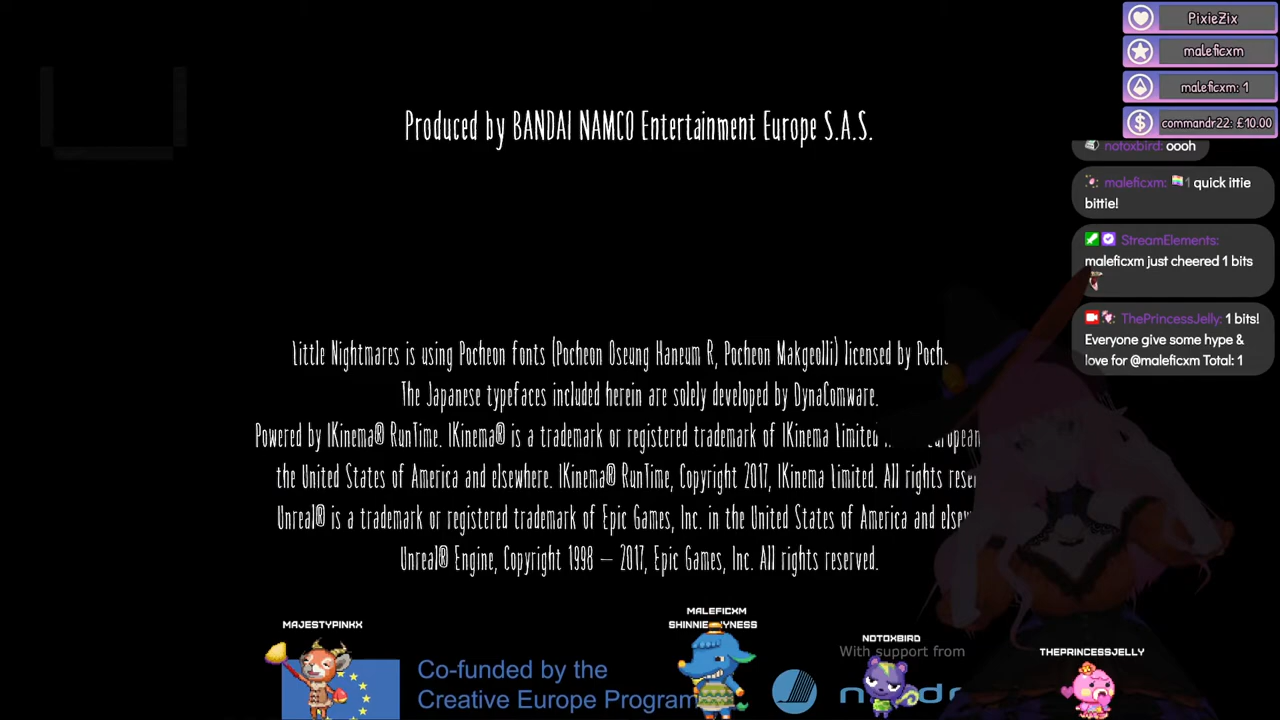 PixieZix
maleficxm
maleficxm: 1
commandr22: £10.00
notoxbird: oooh
maleficxm: 1 quick ittie
bittie!
StreamElements:
maleficxm just cheered 1 bits
ThePrincessJelly: 1 bits!
Everyone give some hype &
love for @maleficxm Total: 1
Produced by BANDAI NAMCO Entertainment Europe S.A.S.
Little Nightmares is using Pocheon fonts (Pocheon Oseung Haneum R, Pocheon Makgeolli) licensed by
The Japanese typefaces included herein are solely developed by DynaComware.
Powered by IKinema® RunTime. IKinema® is a trademark or registered trademark of IKinema Limited European
the United States of America and elsewhere. IKinema® RunTime, Copyright 2017, IKinema Limited. All rights
Unreal® is a trademark or registered trademark of Epic Games, Inc. in the United States of America and
Unreal® Engine, Copyright 1998 – 2017, Epic Games, Inc. All rights reserved.
MAJESTYPINKX
MALEFICXM
NOTOXBIRD
With support from
THEPRINCESSJELLY
Co-funded by the
Creative Europe